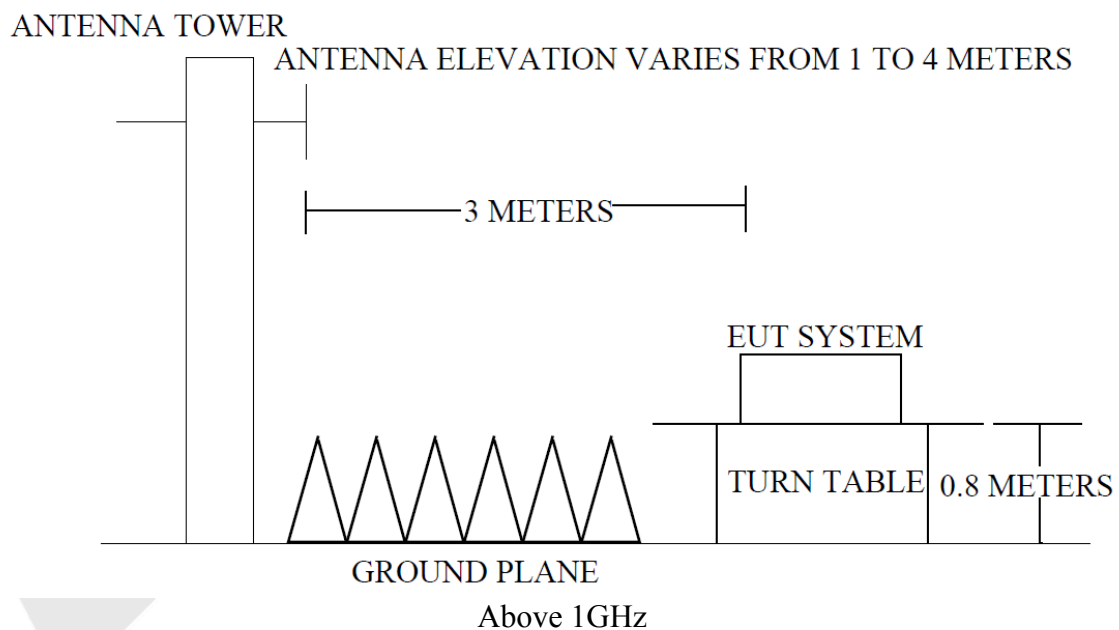 ANTENNA TOWER
ANTENNA ELEVATION VARIES FROM 1 TO 4 METERS
3 METERS
EUT SYSTEM
TURN TABLE
0.8 METERS
GROUND PLANE
Above 1GHz